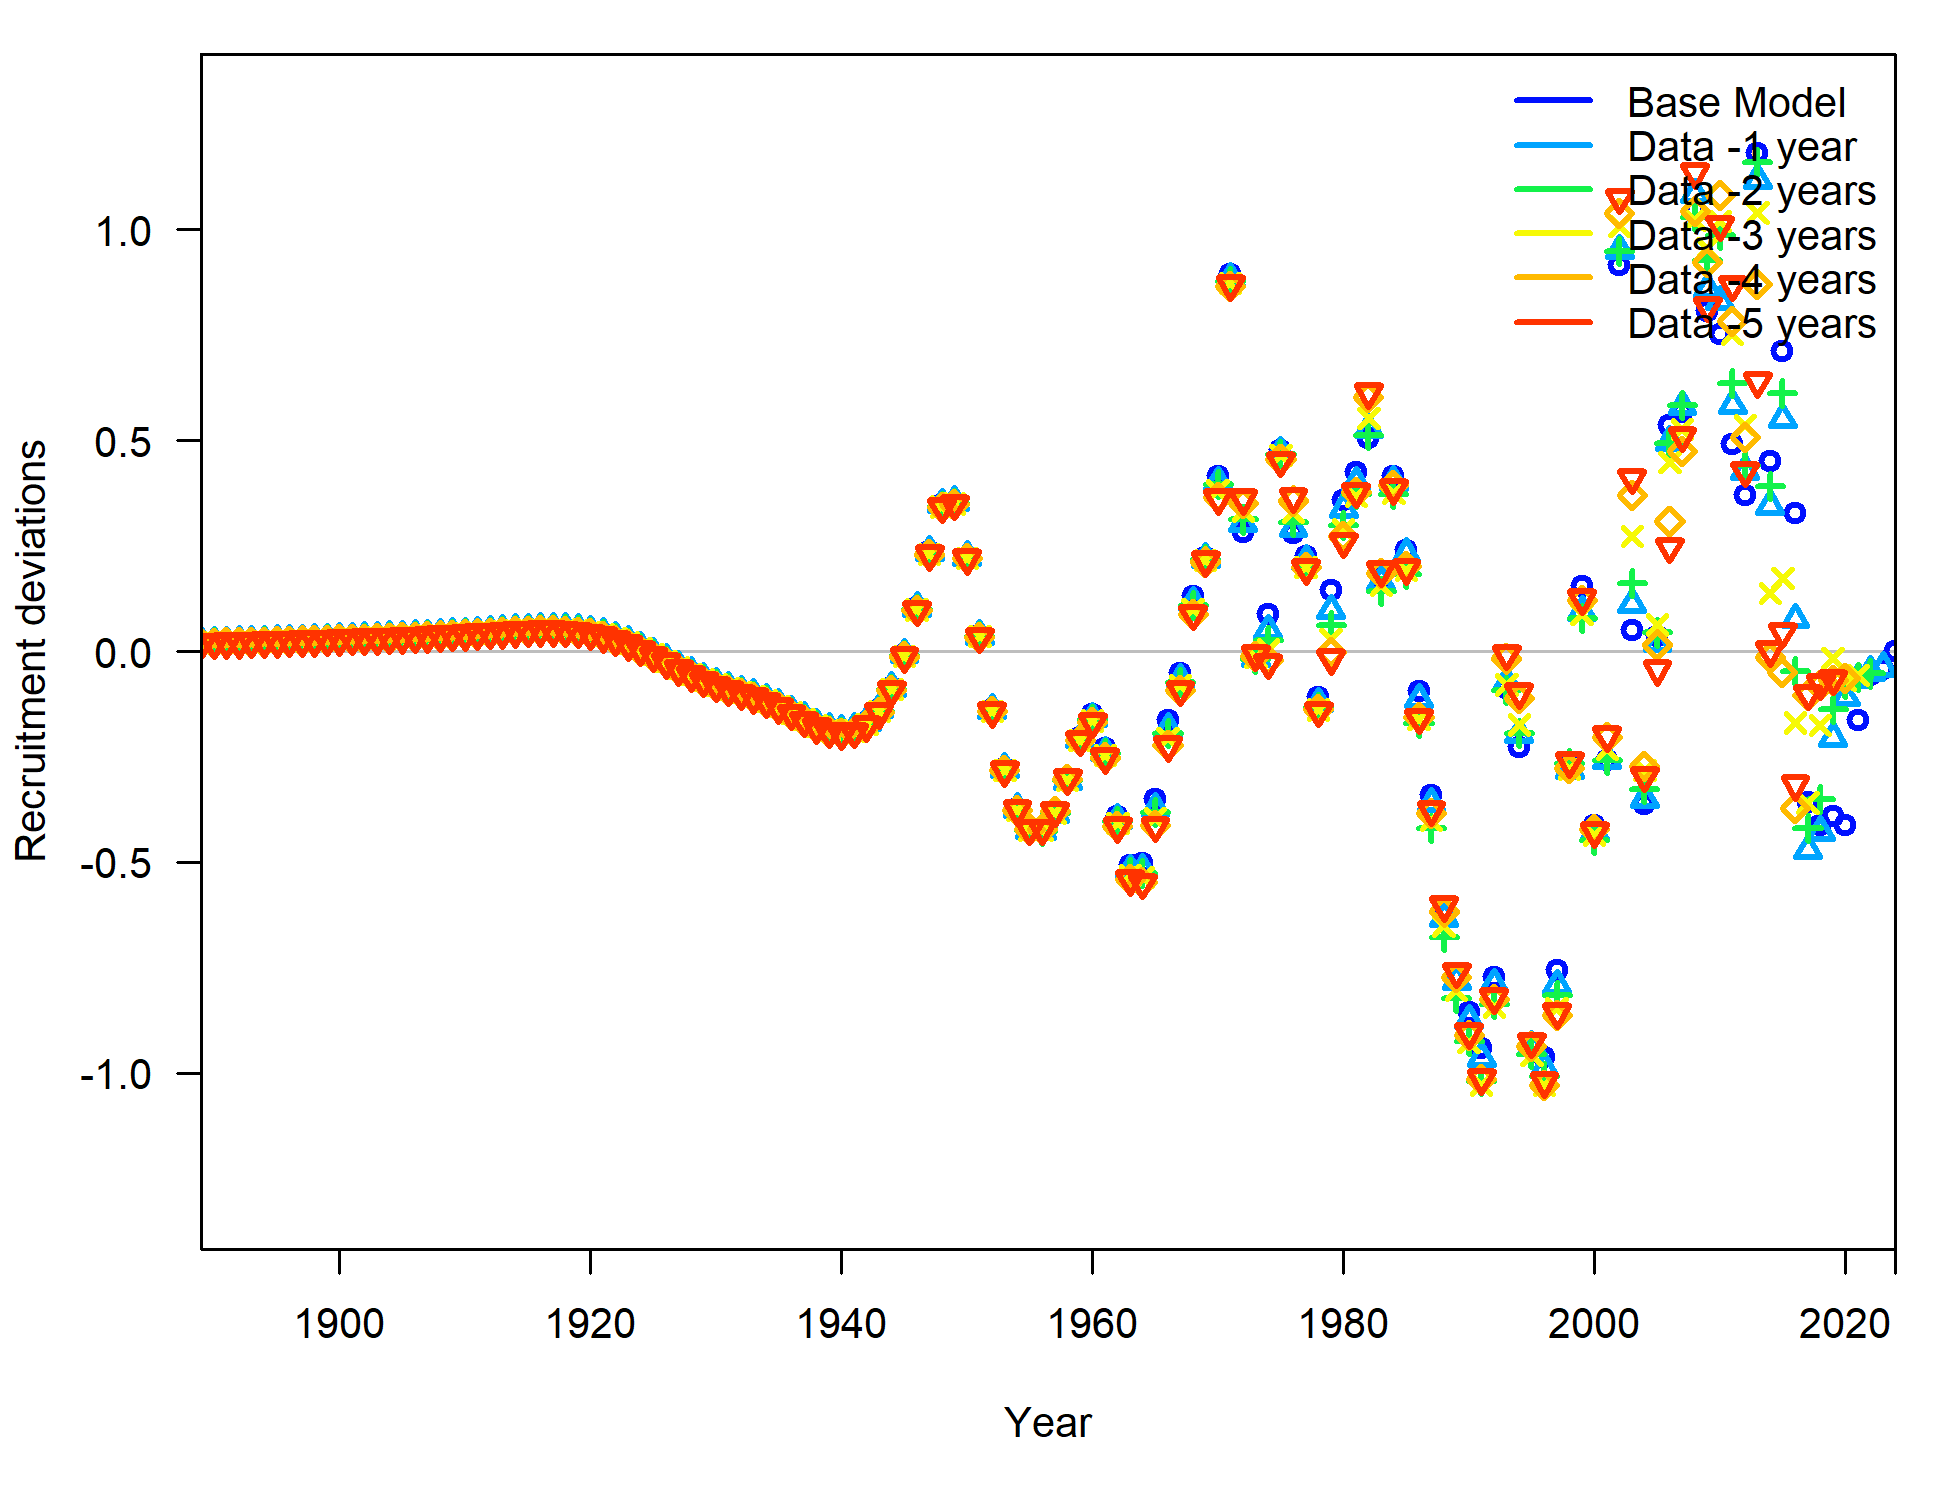 Base Model
Data -1 year
Data -2 years
Data -3 years
Data -4 years
Data -5 years
1.0
0.5
0.0
-0.5
-1.0
Recruitment deviations
1900 1920 1940 1960 1980 2000 2020
Year